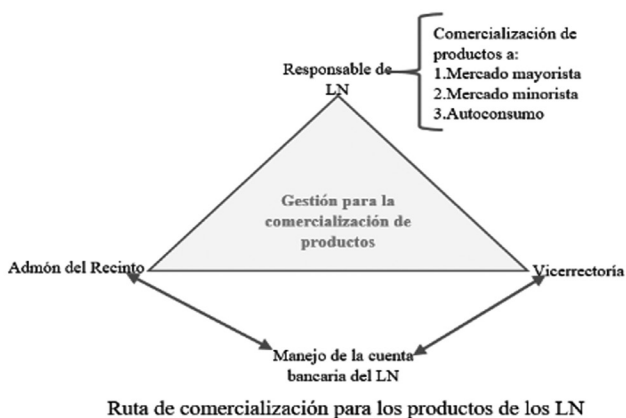 Comercialización de
productos a:
1.Mercado mayorista
2.Mercado minorista
3.Autoconsumo
Responsable de
LN
Gestión para la
comercialización de
productos
Admón del Recinto
Vicerrectoría
Manejo de la cuenta
bancaria del LN
Ruta de comercialización para los productos de los LN